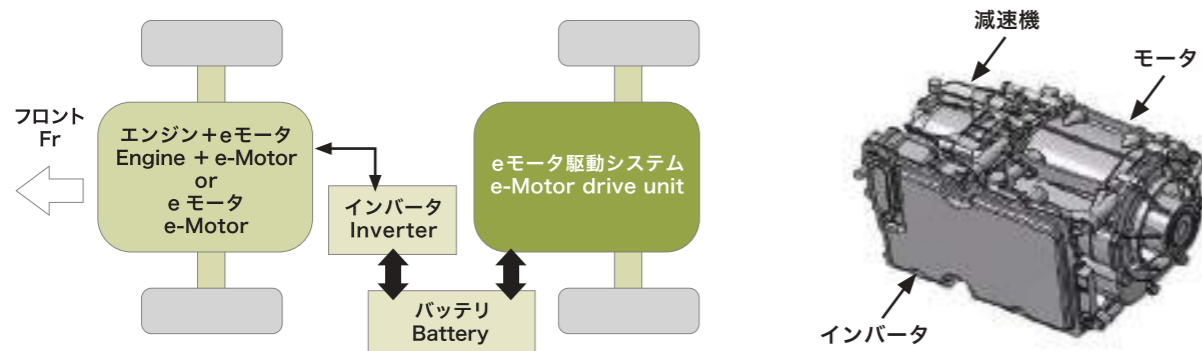 フロント
Fr
エンジン+eモータ
Engine + e-Motor
or
e モータ
e-Motor
インバータ
Inverter
バッテリ
Battery
eモータ駆動システム
e-Motor drive unit
減速機
モータ
インバータ